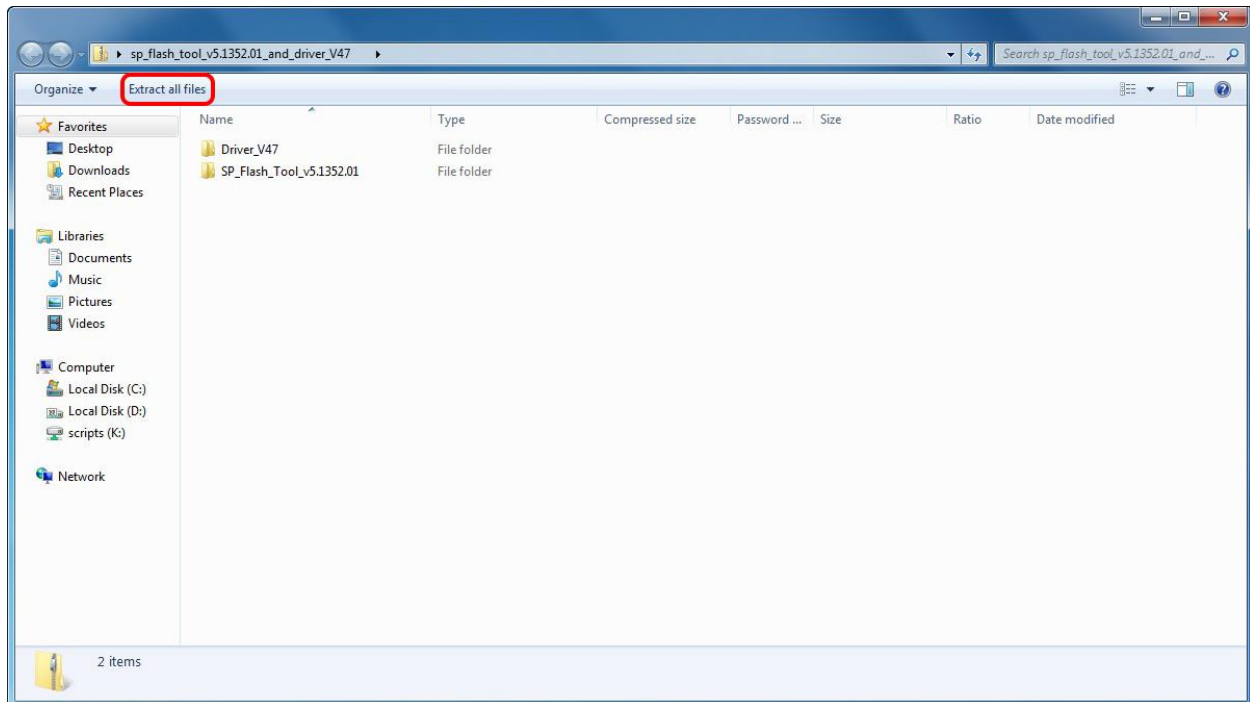 sp_flash_tool_v5.1352.01_and_driver_V47
Search sp_flash_tool_v5.1352.01_and_...
Organize
Extract all files
Name Type Compressed size Password ... Size Ratio Date modified
Favorites
Desktop
Downloads
Recent Places
Libraries
Documents
Music
Pictures
Videos
Computer
Local Disk (C:)
Local Disk (D:)
scripts (K:)
Network
Driver_V47 File folder
SP_Flash_Tool_v5.1352.01 File folder
2 items